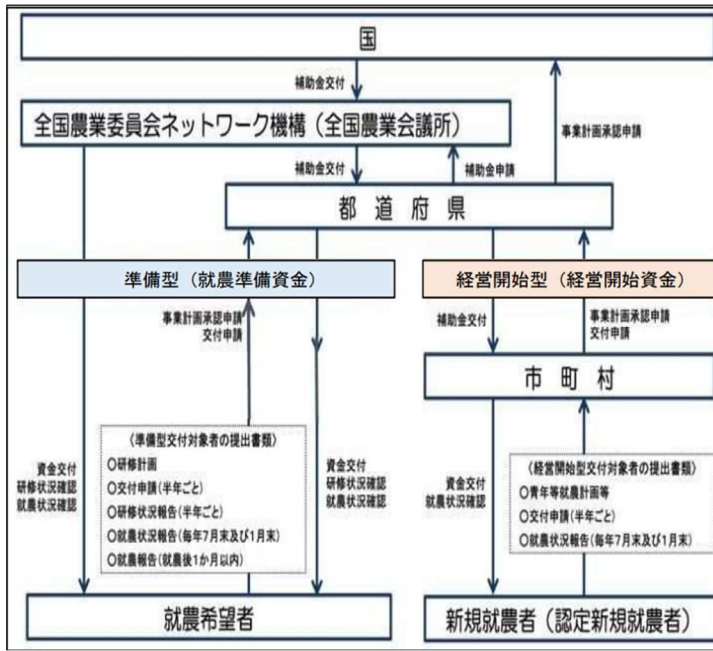 国
補助金交付
全国農業委員会ネットワーク機構（全国農業会議所）
事業計画承認申請
補助金交付
補助金申請
都道府県
準備型（就農準備資金）
経営開始型（経営開始資金）
事業計画承認申請
交付申請
補助金交付
事業計画承認申請
交付申請
市町村
資金交付
研修状況確認
就農状況確認
〈準備型交付対象者の提出書類〉
○研修計画
○交付申請（半年ごと）
○研修状況報告（半年ごと）
○就農状況報告（毎年7月末及び1月末）
○就農報告（就農後1か月以内）
資金交付
研修状況確認
就農状況確認
資金交付
就農状況確認
〈経営開始型交付対象者の提出書類〉
○青年等就農計画等
○交付申請（半年ごと）
○就農状況報告（毎年7月末及び1月末）
就農希望者
新規就農者（認定新規就農者）